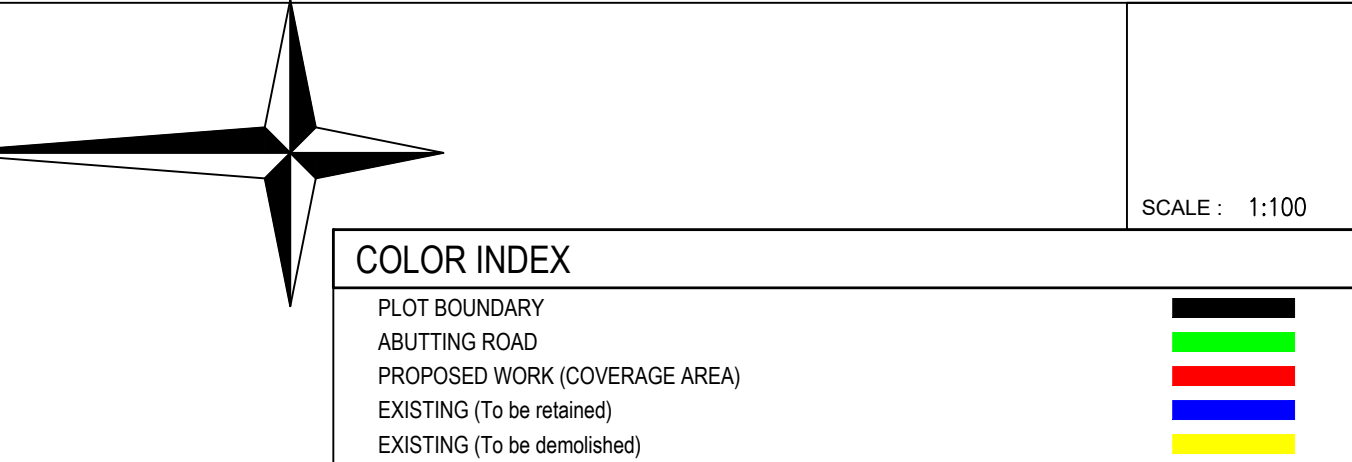 SCALE : 1:100
COLOR INDEX
PLOT BOUNDARY
ABUTTING ROAD
PROPOSED WORK (COVERAGE AREA)
EXISTING (To be retained)
EXISTING (To be demolished)